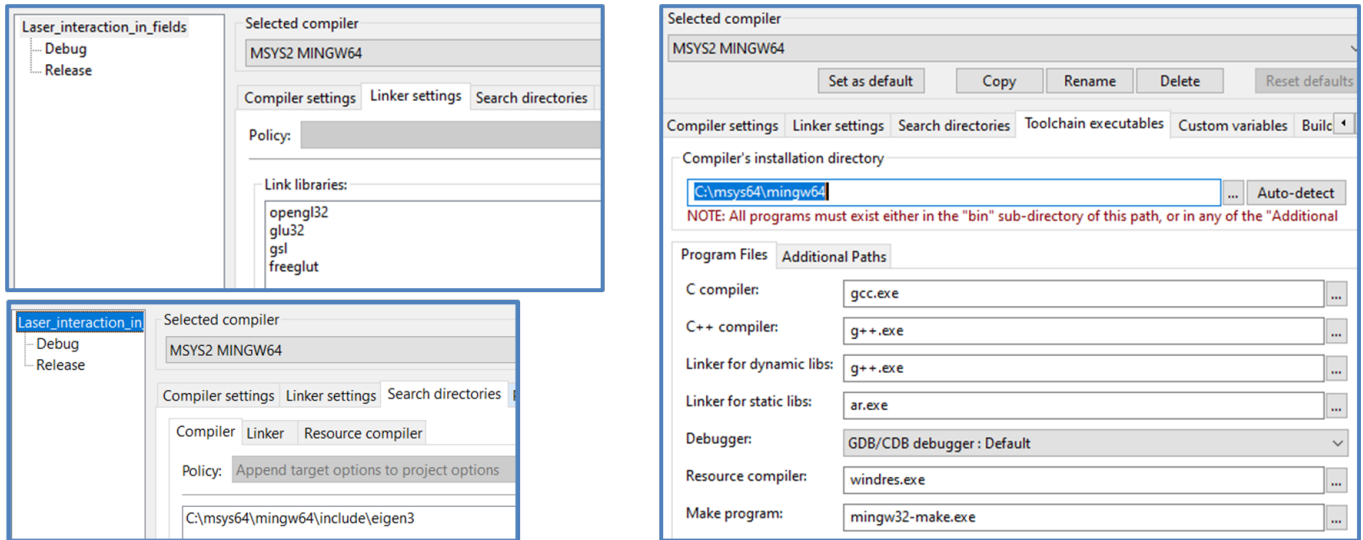 Laser_interaction_in_fields
Debug
Release
Selected compiler
MSYS2 MINGW64
Compiler settings Linker settings Search directories
Policy:
Link libraries:
opengl32
glu32
gsl
freeglut
Laser_interaction_in_
Debug
Release
Selected compiler
MSYS2 MINGW64
Compiler settings Linker settings Search directories
Compiler Linker Resource compiler
Policy: Append target options to project options
C:\msys64\mingw64\include\eigen3
Selected compiler
MSYS2 MINGW64
Set as default Copy Rename Delete Reset defaults
Compiler settings Linker settings Search directories Toolchain executables Custom variables Builc
Compiler's installation directory
C:\msys64\mingw64 ... Auto-detect
NOTE: All programs must exist either in the "bin" sub-directory of this path, or in any of the "Additional
Program Files Additional Paths
C compiler: gcc.exe ...
C++ compiler: g++.exe ...
Linker for dynamic libs: g++.exe ...
Linker for static libs: ar.exe ...
Debugger: GDB/CDB debugger : Default
Resource compiler: windres.exe ...
Make program: mingw32-make.exe ...